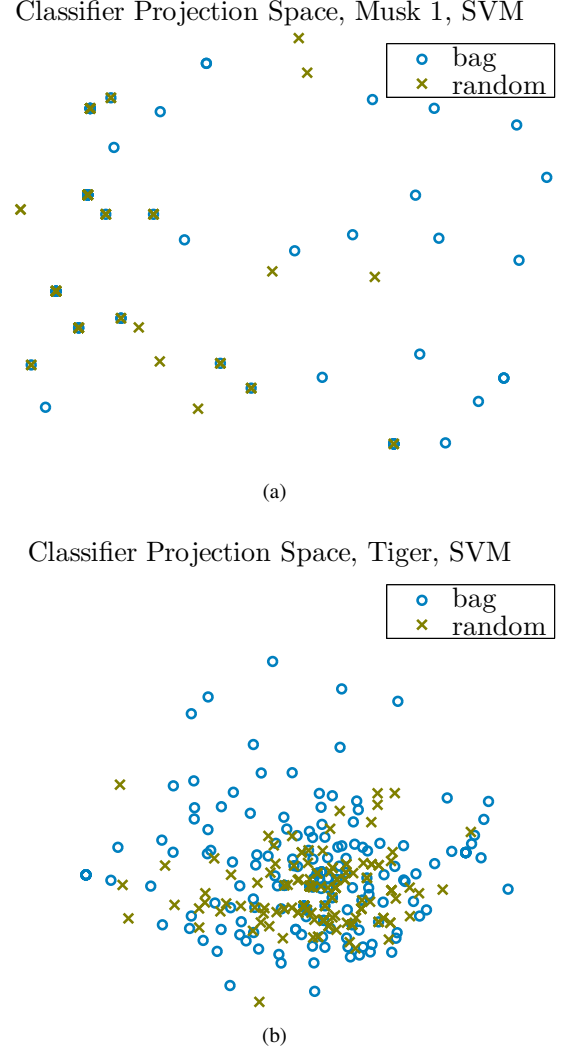 Classifier Projection Space, Musk 1, SVM
bag
random
(a)
Classifier Projection Space, Tiger, SVM
bag
random
(b)